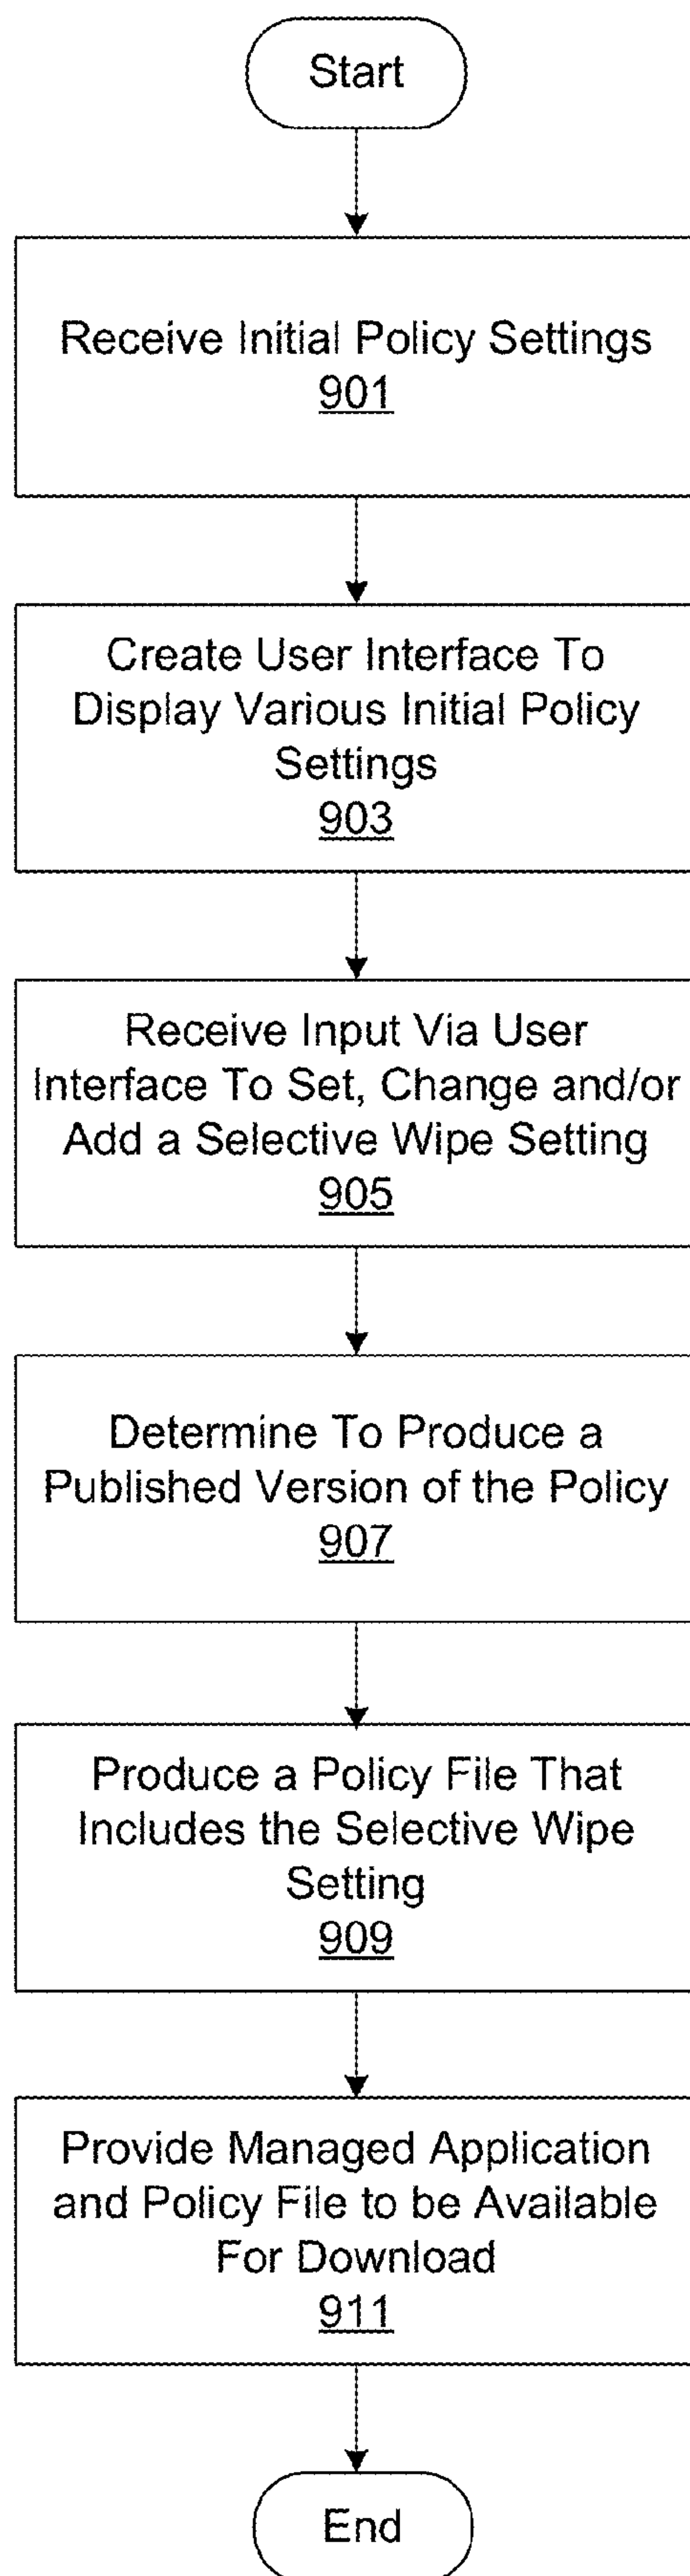 Start
Receive Initial Policy Settings
901
Create User Interface To
Display Various Initial Policy
Settings
903
Receive Input Via User
Interface To Set, Change and/or
Add a Selective Wipe Setting
905
Determine To Produce a
Published Version of the Policy
907
Produce a Policy File That
Includes the Selective Wipe
Setting
909
Provide Managed Application
and Policy File to be Available
For Download
911
End